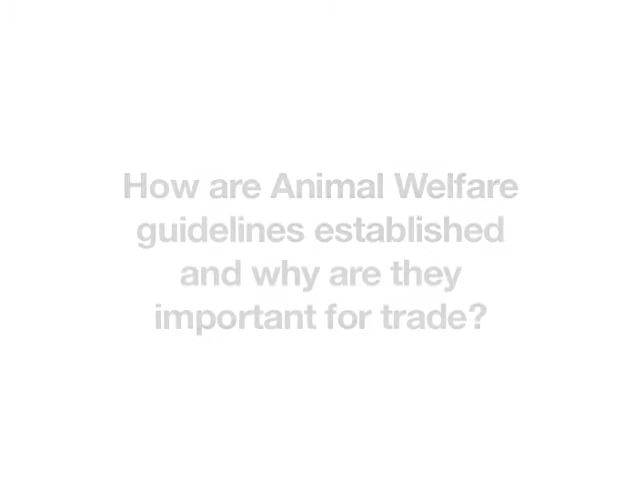 How are Animal Welfare
guidelines established
and why are they
important for trade?